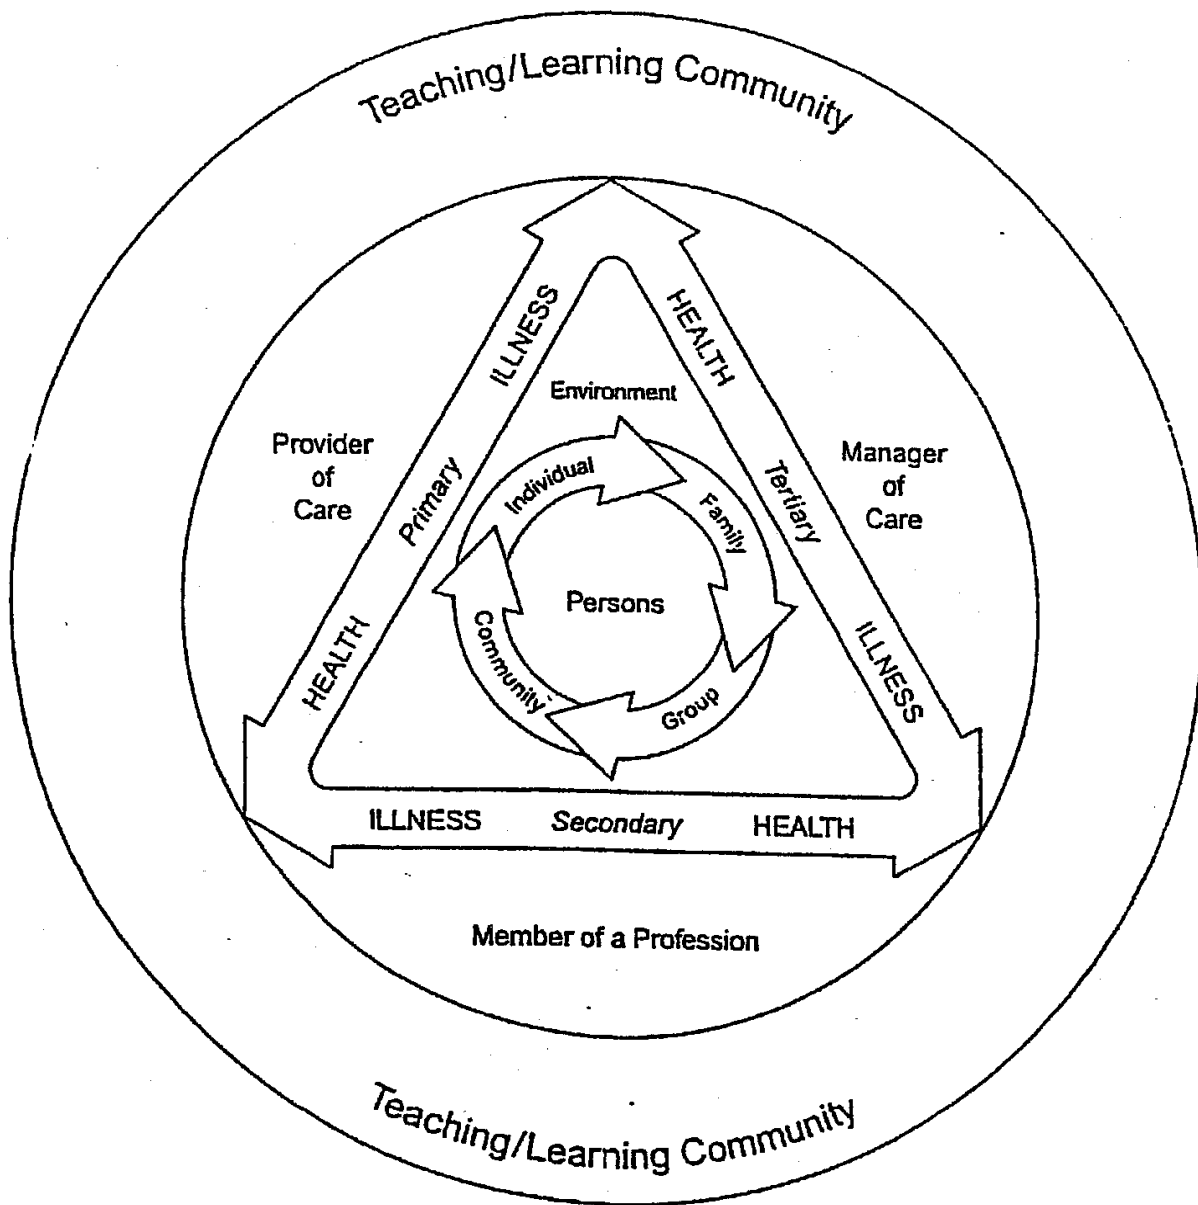 Teaching/Learning Community
ILLNESS
HEALTH
Environment
Provider
of
Care
Primary
Individual
Family
Tertiary
Manager
of
Care
Persons
HEALTH
Community
Group
ILLNESS
ILLNESS Secondary HEALTH
Member of a Profession
Teaching/Learning Community